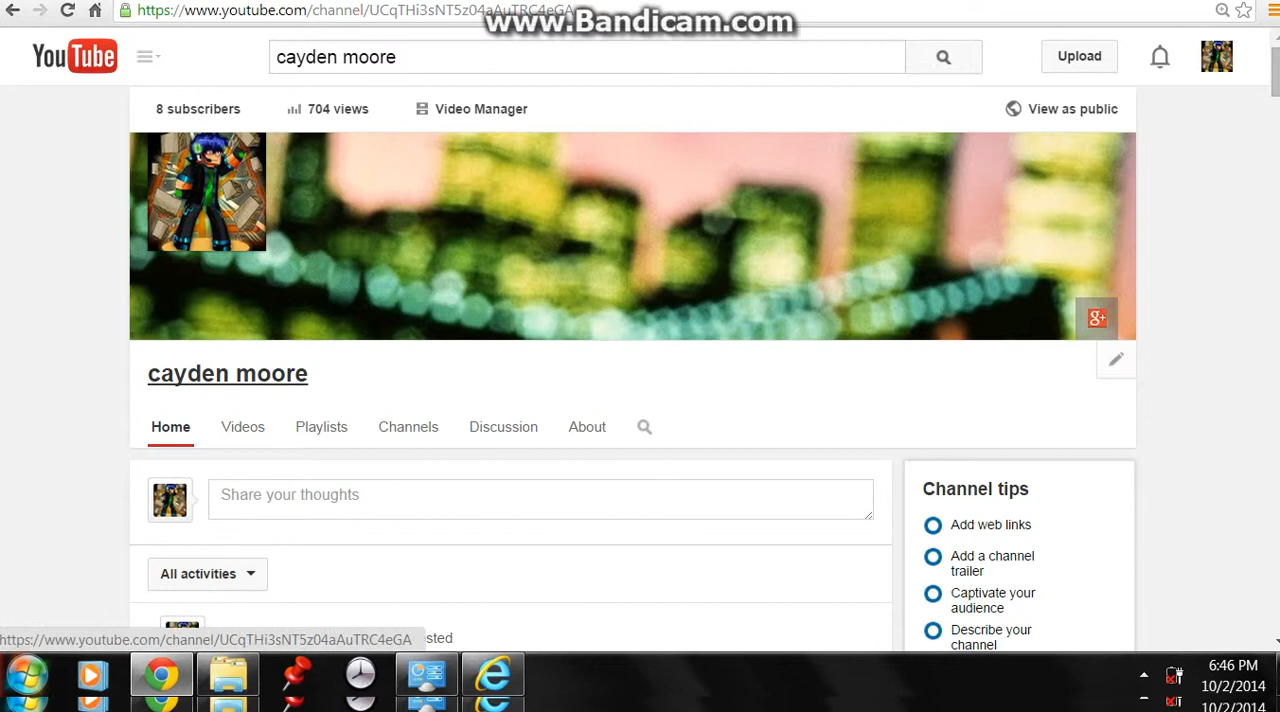 https://www.youtube.com/channel/UCqTHi3sNT5z04aAuTRC4eGA
www.Bandicam.com
YouTube
cayden moore
Upload
8 subscribers
704 views
Video Manager
View as public
g+
cayden moore
Home
Videos
Playlists
Channels
Discussion
About
Share your thoughts
All activities
Channel tips
Add web links
Add a channel
trailer
Captivate your
audience
Describe your
channel
https://www.youtube.com/channel/UCqTHi3sNT5z04aAuTRC4eGA
6:46 PM
10/2/2014
10/2/2014